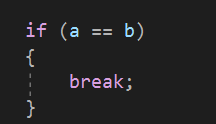 if (a == b)
{
    break;
}